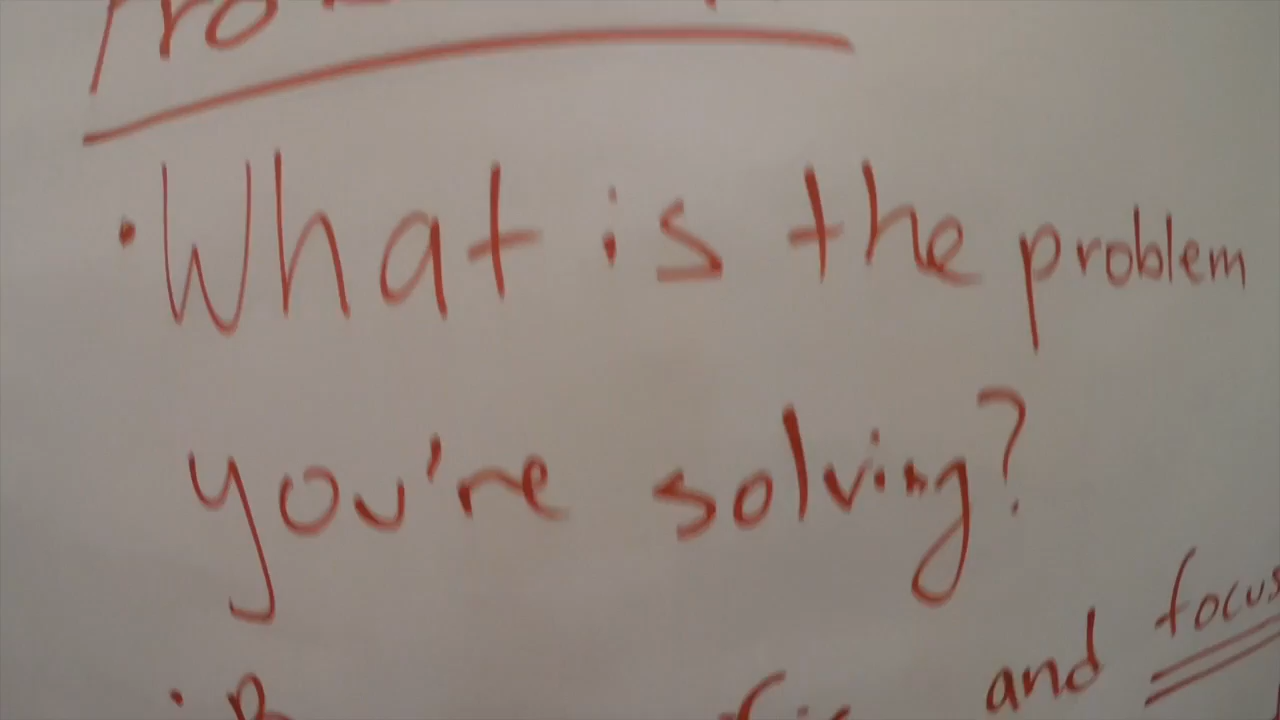 • What is the problem
you're solving?
and focus